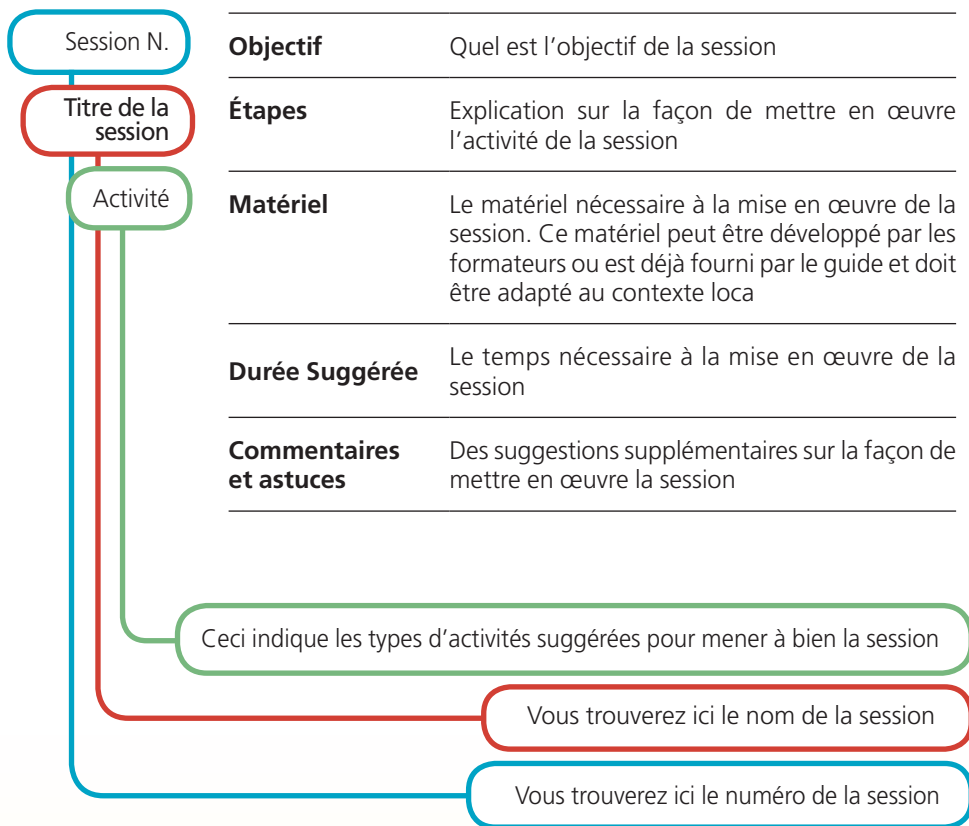 Session N.
Titre de la
session
Activité
Objectif
Quel est l'objectif de la session
Étapes
Explication sur la façon de mettre en œuvre
l'activité de la session
Matériel
Le matériel nécessaire à la mise en œuvre de la
session. Ce matériel peut être développé par les
formateurs ou est déjà fourni par le guide et doit
être adapté au contexte loca
Durée Suggérée
Le temps nécessaire à la mise en œuvre de la
session
Commentaires
et astuces
Des suggestions supplémentaires sur la façon de
mettre en œuvre la session
Ceci indique les types d'activités suggérées pour mener à bien la session
Vous trouverez ici le nom de la session
Vous trouverez ici le numéro de la session